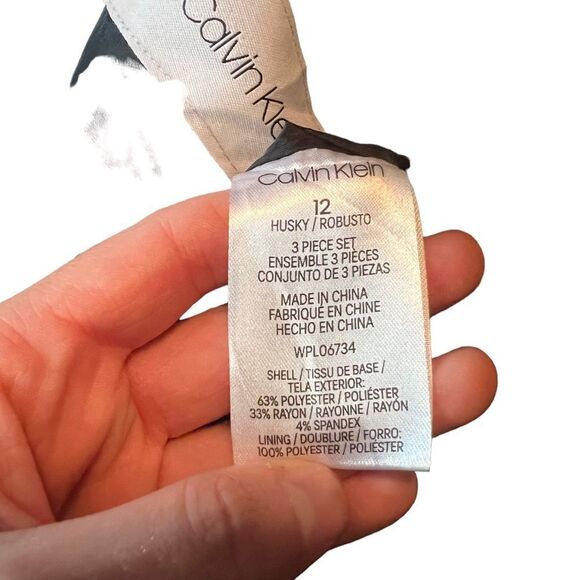 Calvin Klein
Calvin Klein
12
HUSKY / ROBUSTO
3 PIECE SET
ENSEMBLE 3 PIÈCES
CONJUNTO DE 3 PIEZAS
MADE IN CHINA
FABRIQUÉ EN CHINE
HECHO EN CHINA
WPL06734
SHELL / TISSU DE BASE /
TELA EXTERIOR:
63% POLYESTER / POLIÉSTER
33% RAYON / RAYONNE / RAYÓN
4% SPANDEX
LINING / DOUBLURE / FORRO:
100% POLYESTER / POLIÉSTER